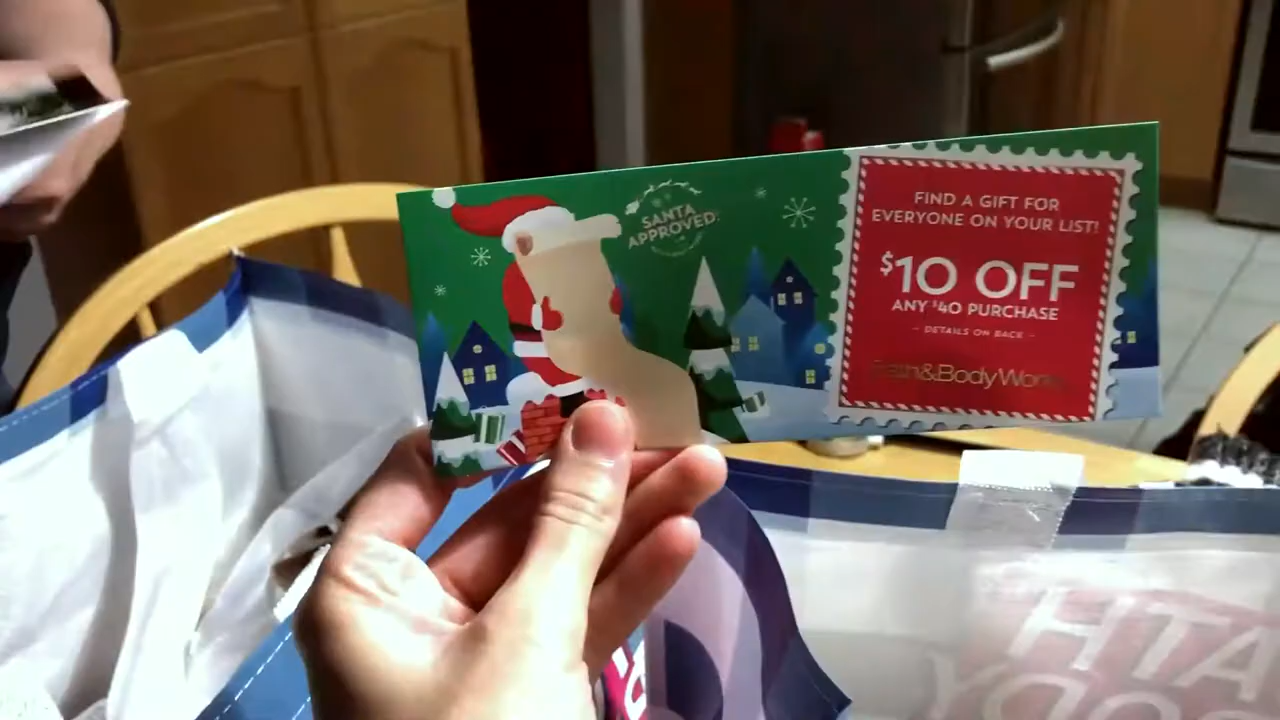 SANTA
APPROVED
FIND A GIFT FOR
EVERYONE ON YOUR LIST!
$10 OFF
ANY $40 PURCHASE
- DETAILS ON BACK -
Bath&BodyWorks